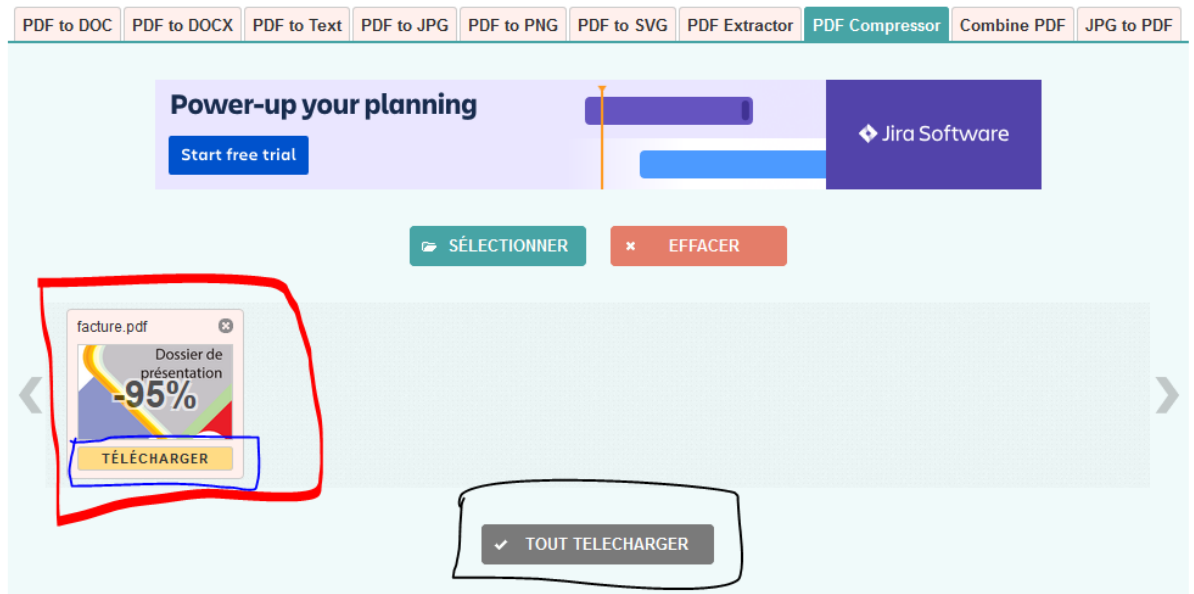 PDF to DOC PDF to DOCX PDF to Text PDF to JPG PDF to PNG PDF to SVG PDF Extractor PDF Compressor Combine PDF JPG to PDF
Power-up your planning
Start free trial
Jira Software
SÉLECTIONNER EFFACER
facture.pdf
Dossier de
présentation
-95%
TÉLÉCHARGER
TOUT TELECHARGER